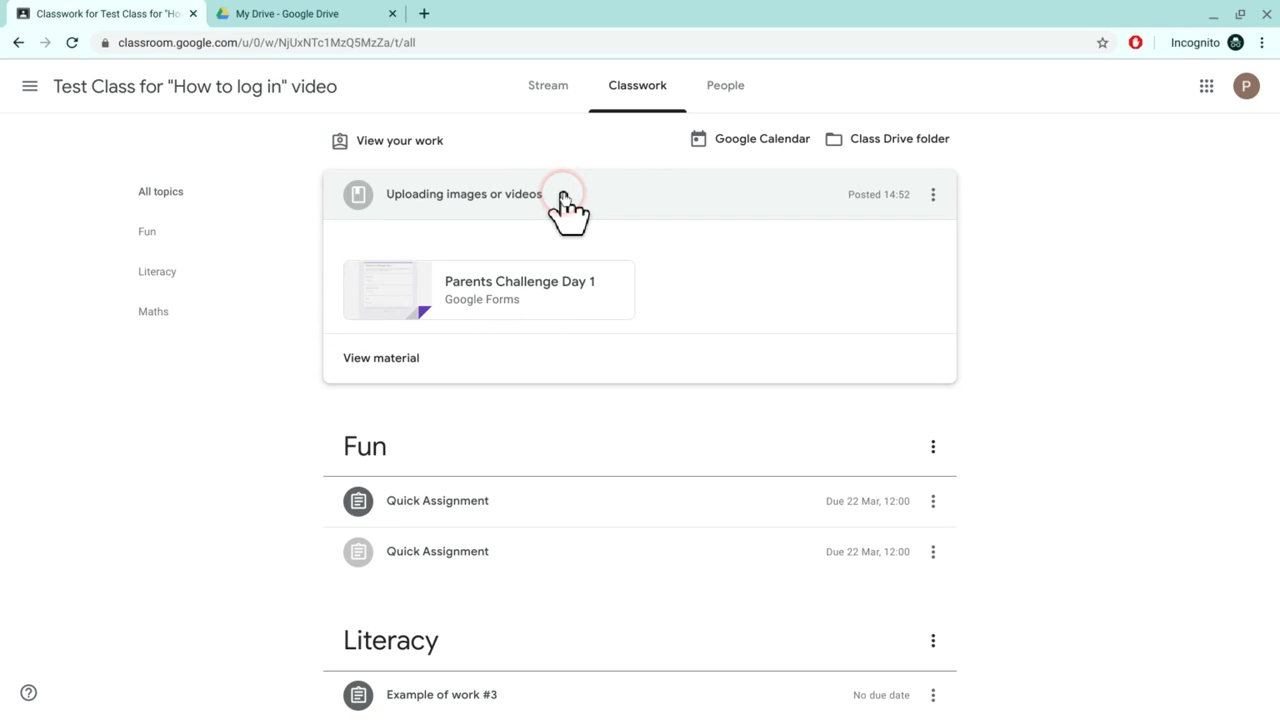 Classwork for Test Class for "Ho
My Drive - Google Drive
classroom.google.com/u/0/w/NjUxNTc1MzQ5MzZa/t/all
Incognito
Test Class for "How to log in" video
Stream
Classwork
People
P
View your work
Google Calendar
Class Drive folder
All topics
Fun
Literacy
Maths
Uploading images or videos
Posted 14:52
Parents Challenge Day 1
Google Forms
View material
Fun
Quick Assignment
Due 22 Mar, 12:00
Quick Assignment
Due 22 Mar, 12:00
Literacy
Example of work #3
No due date